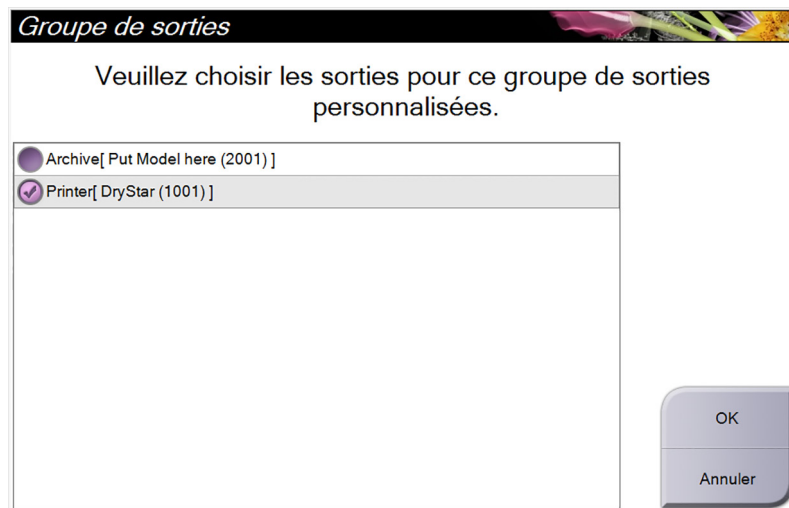 Groupe de sorties
Veuillez choisir les sorties pour ce groupe de sorties
personnalisées.
Archive[ Put Model here (2001) ]
Printer[ DryStar (1001) ]
OK
Annuler